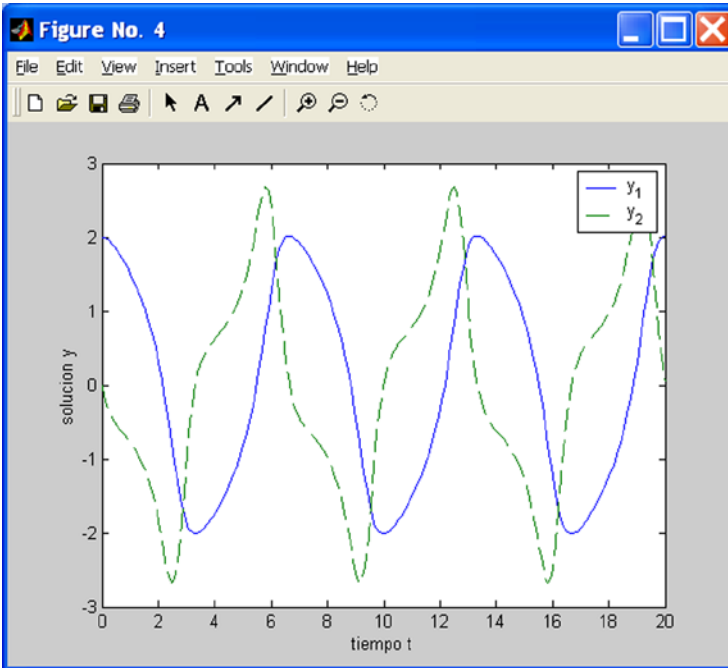 Figure No. 4
File Edit View Insert Tools Window Help
A
3
2
1
0
-1
-2
-3
0 2 4 6 8 10 12 14 16 18 20
solucion y
tiempo t
y1
y2